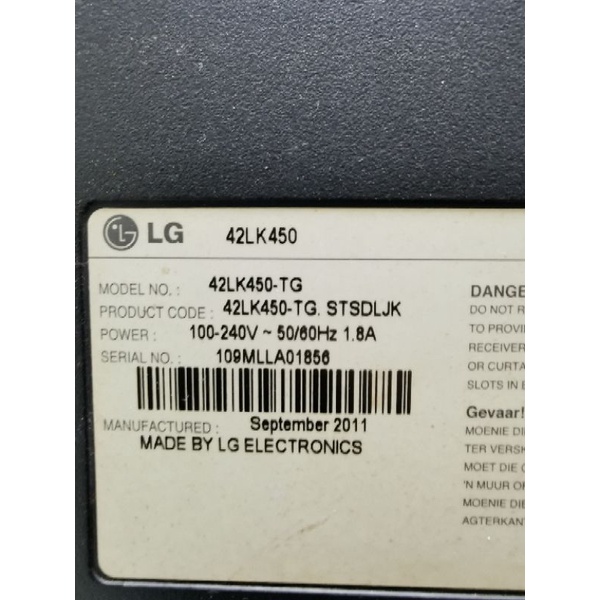 LG 42LK450
MODEL NO. : 42LK450-TG
PRODUCT CODE : 42LK450-TG. STSDLJK
POWER : 100-240V ~ 50/60Hz 1.8A
SERIAL NO. : 109MLLA01856
MANUFACTURED : September 2011
MADE BY LG ELECTRONICS
DANGE
DO NOT R
TO PROVI
RECEIVER
OR CURTA
SLOTS IN
Gevaar!
MOENIE DI
TER VERSK
MOET DIE
'N MUUR OF
MOENIE DI
AGTERKAN